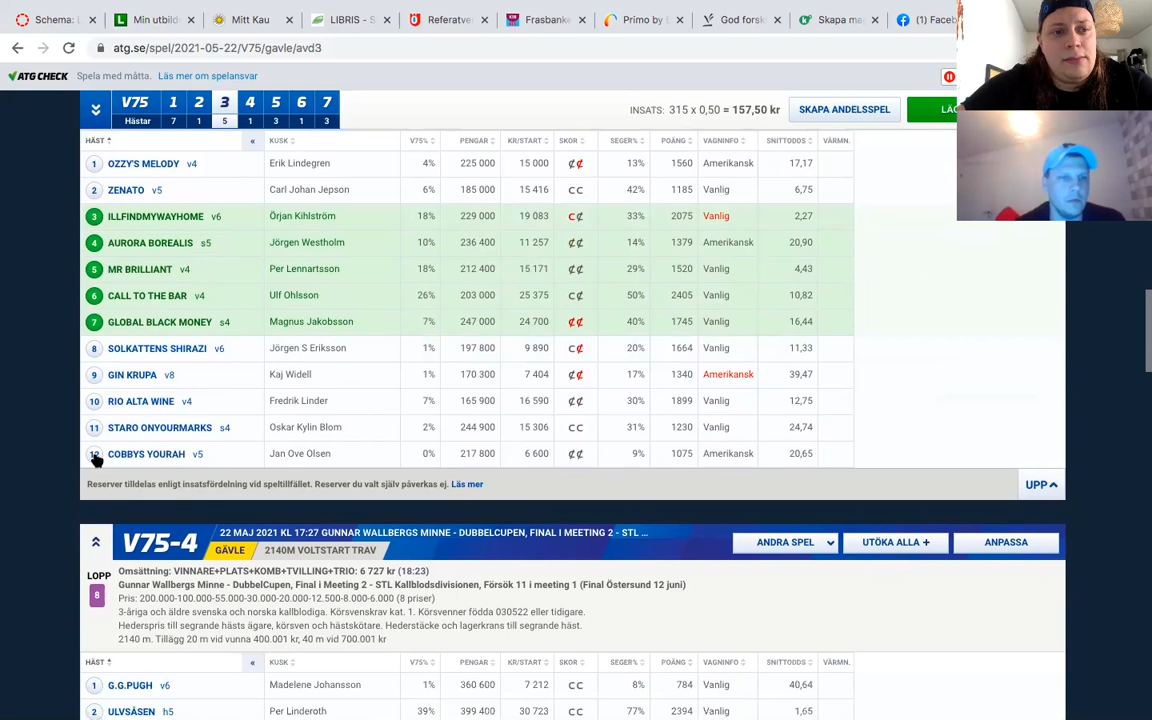 Schema: L
Min utbild
Mitt Kau
LIBRIS - S
Referatver
Frasbanke
Primo by
God forsk
Skapa ma
(1) Faceb
atg.se/spel/2021-05-22/V75/gavle/avd3
ATG CHECK Spela med måtta. Läs mer om spelansvar
V75 1 2 3 4 5 6 7
Hästar 7 1 5 1 3 1 3
INSATS: 315 x 0,50 = 157,50 kr
SKAPA ANDELSSPEL
HÄST « KUSK V75% PENGAR KR/START SKOR SEGER% POÄNG VAGNINFO SNITTODDS VÄRMN.
1 OZZY'S MELODY v4 Erik Lindegren 4% 225 000 15 000 ₵₵ 13% 1560 Amerikansk 17,17
2 ZENATO v5 Carl Johan Jepson 6% 185 000 15 416 CC 42% 1185 Vanlig 6,75
3 ILLFINDMYWAYHOME v6 Örjan Kihlström 18% 229 000 19 083 C₵ 33% 2075 Vanlig 2,27
4 AURORA BOREALIS s5 Jörgen Westholm 10% 236 400 11 257 ₵₵ 14% 1379 Amerikansk 20,90
5 MR BRILLIANT v4 Per Lennartsson 18% 212 400 15 171 ₵₵ 29% 1520 Vanlig 4,43
6 CALL TO THE BAR v4 Ulf Ohlsson 26% 203 000 25 375 C₵ 50% 2405 Vanlig 10,82
7 GLOBAL BLACK MONEY s4 Magnus Jakobsson 7% 247 000 24 700 ₵₵ 40% 1745 Vanlig 16,44
8 SOLKATTENS SHIRAZI v6 Jörgen S Eriksson 1% 197 800 9 890 C₵ 20% 1664 Vanlig 11,33
9 GIN KRUPA v8 Kaj Widell 1% 170 300 7 404 ₵₵ 17% 1340 Amerikansk 39,47
10 RIO ALTA WINE v4 Fredrik Linder 7% 165 900 16 590 ₵₵ 30% 1899 Vanlig 12,75
11 STARO ONYOURMARKS s4 Oskar Kylin Blom 2% 244 900 15 306 CC 31% 1230 Vanlig 24,74
COBBYS YOURAH v5 Jan Ove Olsen 0% 217 800 6 600 ₵₵ 9% 1075 Amerikansk 20,65
Reserver tilldelas enligt insatsfördelning vid speltillfället. Reserver du valt själv påverkas ej. Läs mer
UPP
V75-4
22 MAJ 2021 KL 17:27 GUNNAR WALLBERGS MINNE - DUBBELCUPEN, FINAL I MEETING 2 - STL ...
GÄVLE 2140M VOLTSTART TRAV
ANDRA SPEL UTÖKA ALLA + ANPASSA
LOPP
8
Omsättning: VINNARE+PLATS+KOMB+TVILLING+TRIO: 6 727 kr (18:23)
Gunnar Wallbergs Minne - DubbelCupen, Final i Meeting 2 - STL Kallblodsdivisionen, Försök 11 i meeting 1 (Final Östersund 12 juni)
Pris: 200.000-100.000-55.000-30.000-20.000-12.500-8.000-6.000 (8 priser)
3-åriga och äldre svenska och norska kallblodiga. Körsvenskrav kat. 1. Körsvenner födda 030522 eller tidigare.
Hederspris till segrande hästs ägare, körsven och hästskötare. Hederstäcke och lagerkrans till segrande häst.
2140 m. Tillägg 20 m vid vunna 400.001 kr, 40 m vid 700.001 kr
HÄST « KUSK V75% PENGAR KR/START SKOR SEGER% POÄNG VAGNINFO SNITTODDS VÄRMN.
1 G.G.PUGH v6 Madelene Johansson 1% 360 600 7 212 CC 8% 784 Vanlig 40,64
2 ULVSÅSEN h5 Per Linderoth 39% 399 400 30 723 CC 77% 2394 Vanlig 1,65